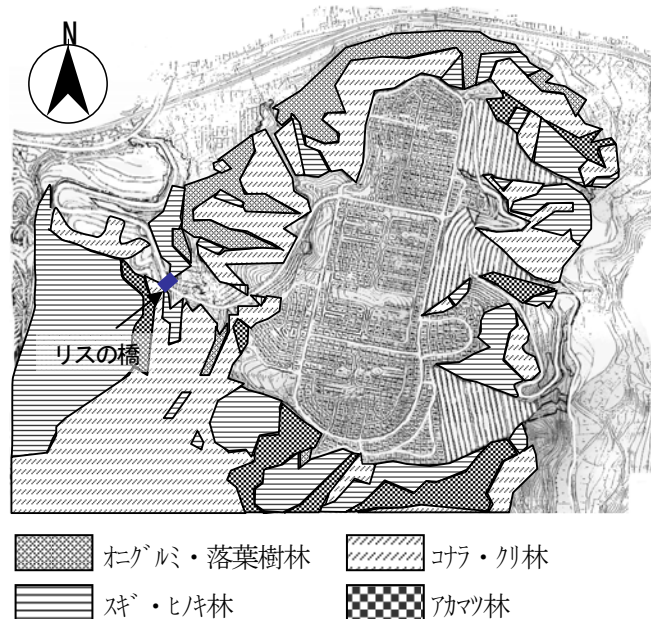 N
リスの橋
オニグルミ・落葉樹林
コナラ・クリ林
スギ・ヒノキ林
アカマツ林